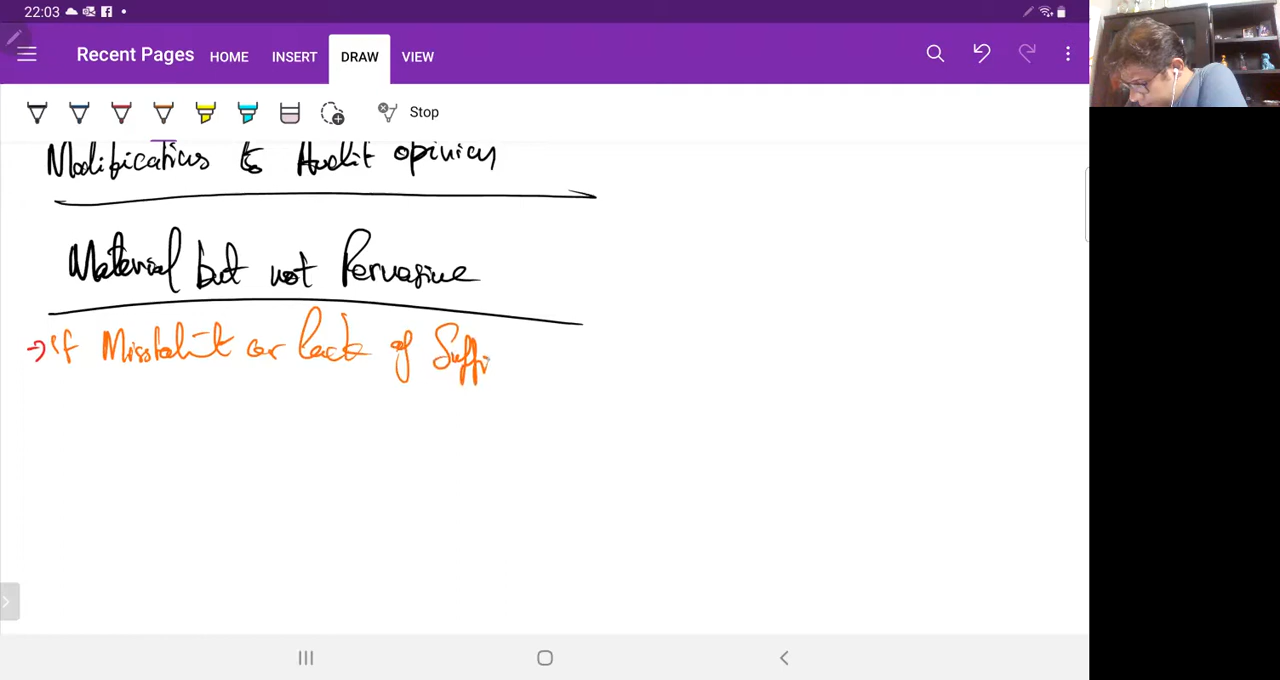 22:03
Recent Pages HOME INSERT DRAW VIEW
Stop
Modifications to Audit opinion
Material but not Pervasive
→ If Misstatmt or lack of Suffi